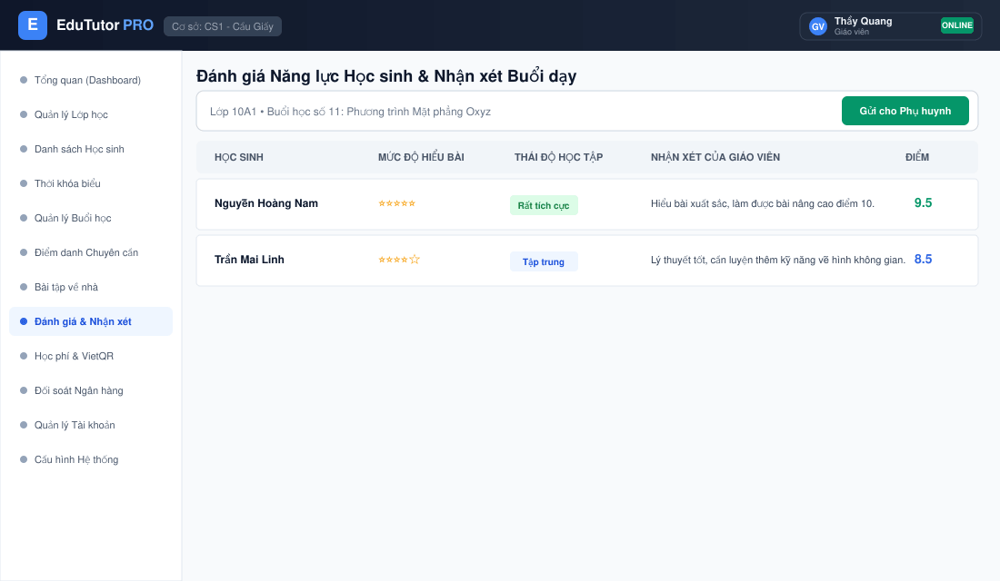 E EduTutor PRO Cơ sở: CS1 - Cầu Giấy GV Thầy Quang Giáo viên ONLINE
Tổng quan (Dashboard)
Quản lý Lớp học
Danh sách Học sinh
Thời khóa biểu
Quản lý Buổi học
Điểm danh Chuyên cần
Bài tập về nhà
Đánh giá & Nhận xét
Học phí & VietQR
Đối soát Ngân hàng
Quản lý Tài khoản
Cấu hình Hệ thống
Đánh giá Năng lực Học sinh & Nhận xét Buổi dạy
Lớp 10A1 • Buổi học số 11: Phương trình Mặt phẳng Oxyz Gửi cho Phụ huynh
HỌC SINH MỨC ĐỘ HIỂU BÀI THÁI ĐỘ HỌC TẬP NHẬN XÉT CỦA GIÁO VIÊN ĐIỂM
Nguyễn Hoàng Nam ⭐⭐⭐⭐⭐ Rất tích cực Hiểu bài xuất sắc, làm được bài nâng cao điểm 10. 9.5
Trần Mai Linh ⭐⭐⭐⭐☆ Tập trung Lý thuyết tốt, cần luyện thêm kỹ năng vẽ hình không gian. 8.5